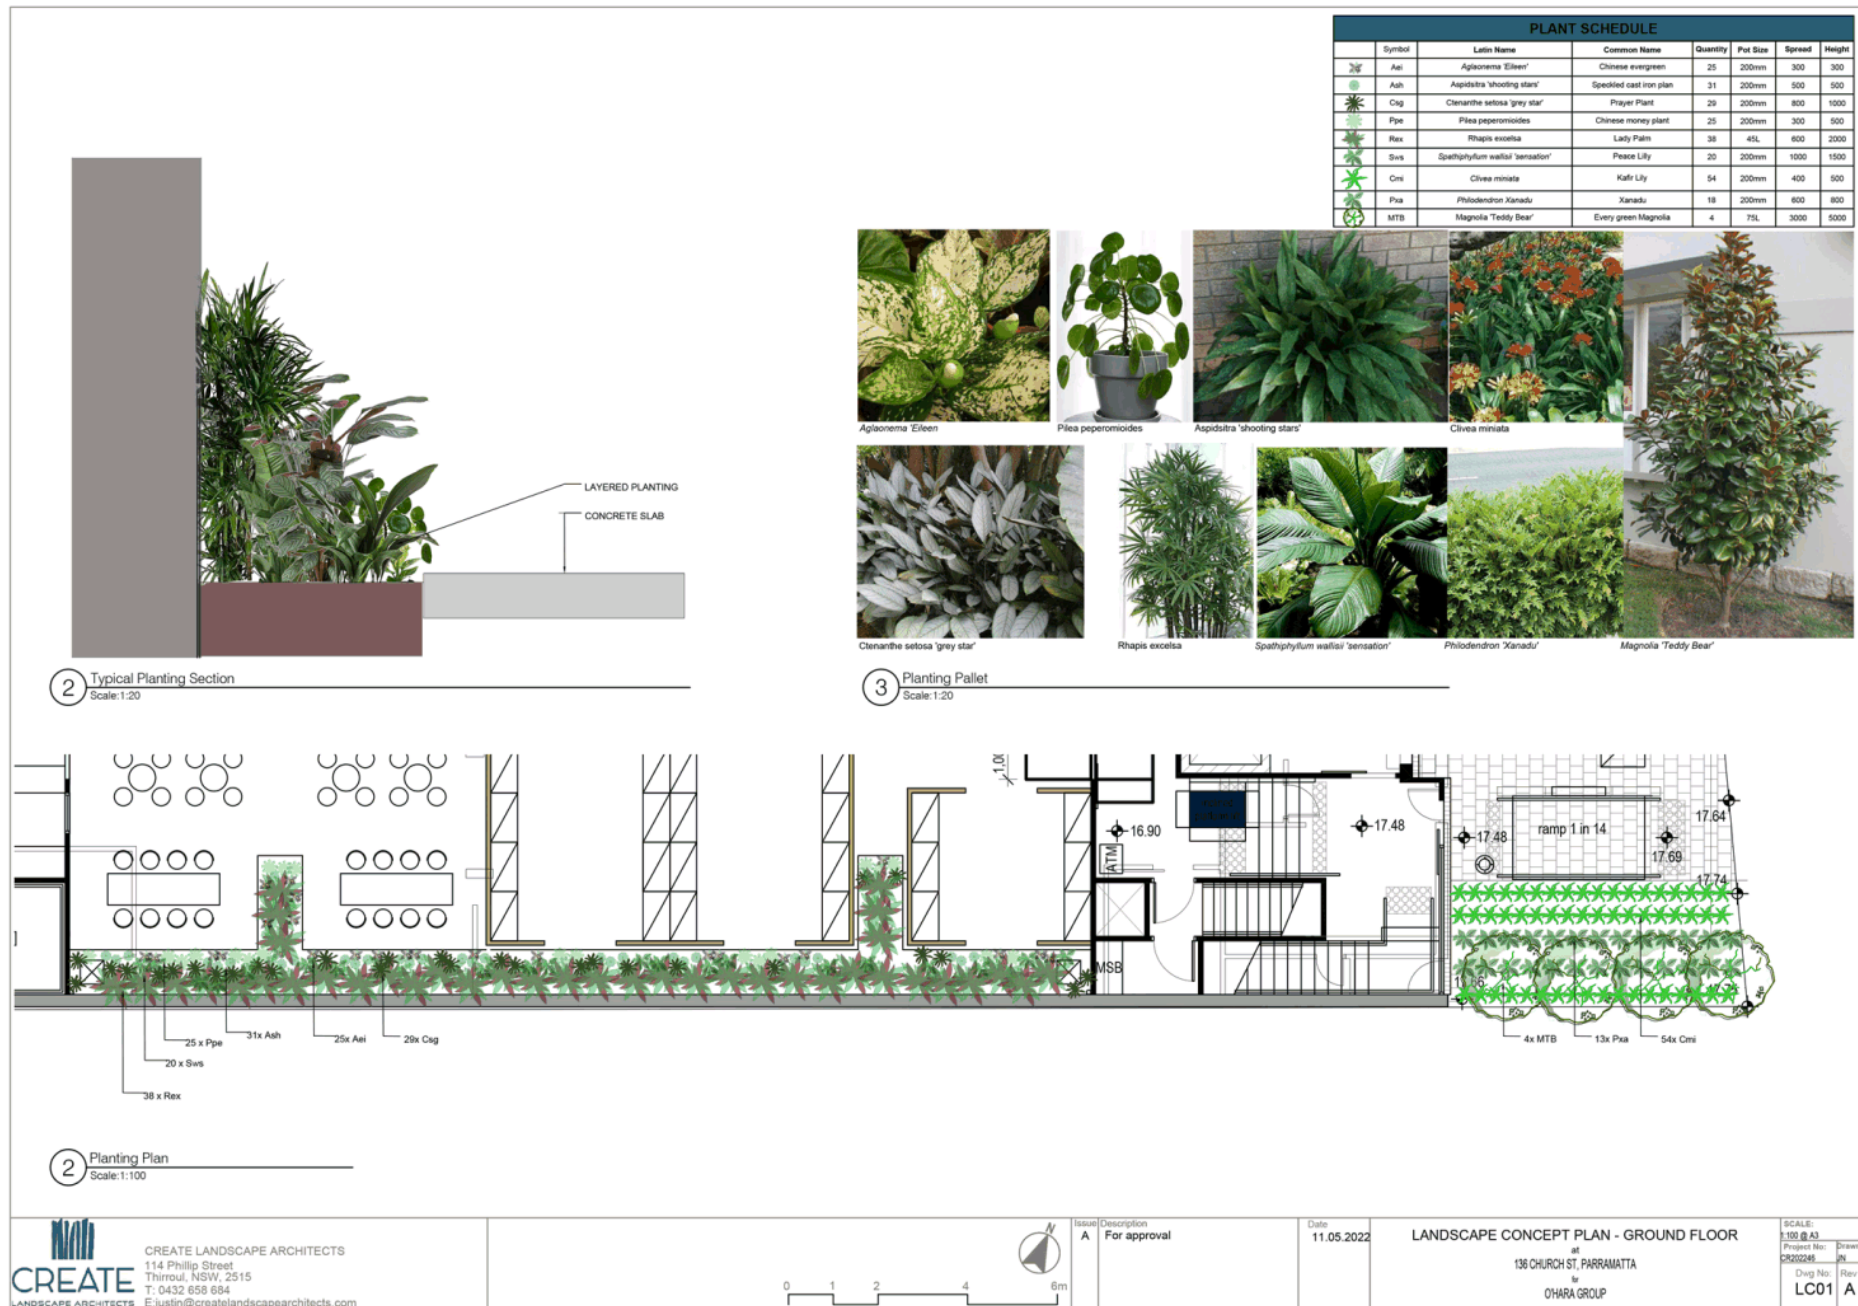 PLANT SCHEDULE
Symbol Latin Name Common Name Quantity Pot Size Spread Height
Aei Aglaonema 'Eileen' Chinese evergreen 25 200mm 300 300
Ash Aspidsitra 'shooting stars' Speckled cast iron plan 31 200mm 500 500
Csg Ctenanthe setosa 'grey star' Prayer Plant 29 200mm 800 1000
Ppe Pilea peperomioides Chinese money plant 25 200mm 300 500
Rex Rhapis excelsa Lady Palm 38 45L 600 2000
Sws Spathiphyllum wallisii 'sensation' Peace Lily 20 200mm 1000 1500
Cmi Clivea miniata Kafir Lily 54 200mm 400 500
Pxa Philodendron Xanadu Xanadu 18 200mm 600 800
MTB Magnolia 'Teddy Bear' Every green Magnolia 4 75L 3000 5000
Aglaonema 'Eileen
Pilea peperomioides
Aspidsitra 'shooting stars'
Clivea miniata
Ctenanthe setosa 'grey star'
Rhapis excelsa
Spathiphyllum wallisii 'sensation'
Philodendron 'Xanadu'
Magnolia 'Teddy Bear'
LAYERED PLANTING
CONCRETE SLAB
2 Typical Planting Section
Scale:1:20
3 Planting Pallet
Scale:1:20
1,00
16.90
ATM
17.48
17.48
ramp 1 in 14
17.64
17.69
17.74
MSB
25 x Ppe
31x Ash
25x Aei
29x Csg
20 x Sws
38 x Rex
4x MTB
13x Pxa
54x Cmi
2 Planting Plan
Scale:1:100
CREATE
LANDSCAPE ARCHITECTS
CREATE LANDSCAPE ARCHITECTS
114 Phillip Street
Thirroul, NSW, 2515
T: 0432 658 684
E:justin@createlandscapearchitects.com
0 1 2 4 6m
N
Issue Description
A For approval
Date
11.05.2022
LANDSCAPE CONCEPT PLAN - GROUND FLOOR
at
136 CHURCH ST, PARRAMATTA
for
O'HARA GROUP
SCALE:
1:100 @ A3
Project No: Drawn
CR202246 JN
Dwg No: Rev
LC01 A